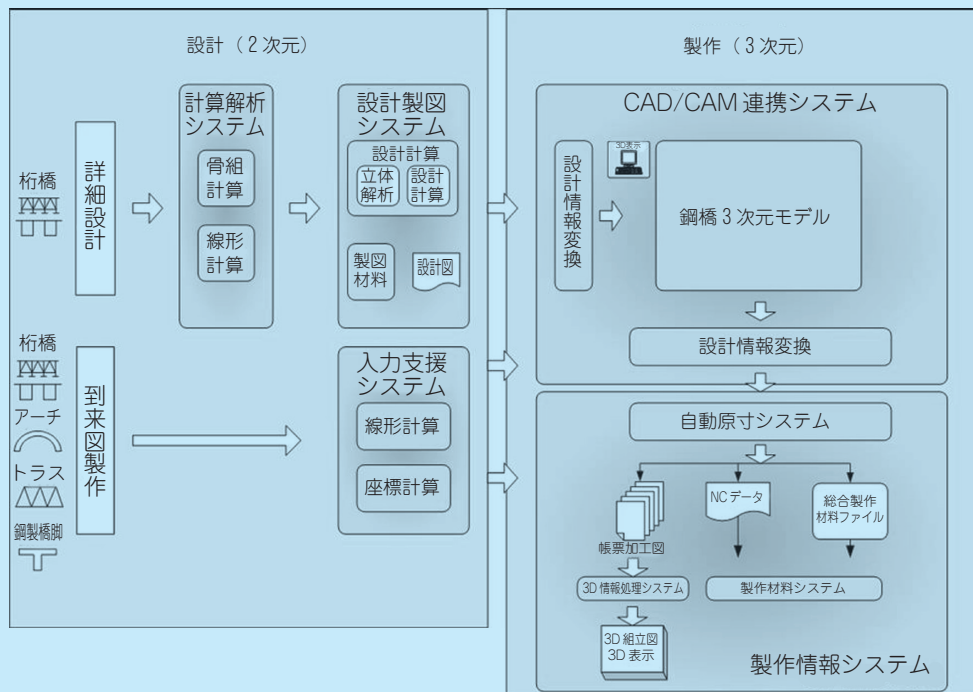 設計（2次元）
桁橋
詳細設計
計算解析
システム
骨組
計算
線形
計算
設計製図
システム
設計計算
立体
解析
設計
計算
製図
材料
設計図
桁橋
アーチ
トラス
鋼製橋脚
到来図製作
入力支援
システム
線形計算
座標計算
製作（3次元）
CAD/CAM連携システム
設計情報変換
3D表示
鋼橋3次元モデル
設計情報変換
自動原寸システム
帳票加工図
NCデータ
総合製作
材料ファイル
3D情報処理システム
製作材料システム
3D組立図
3D表示
製作情報システム